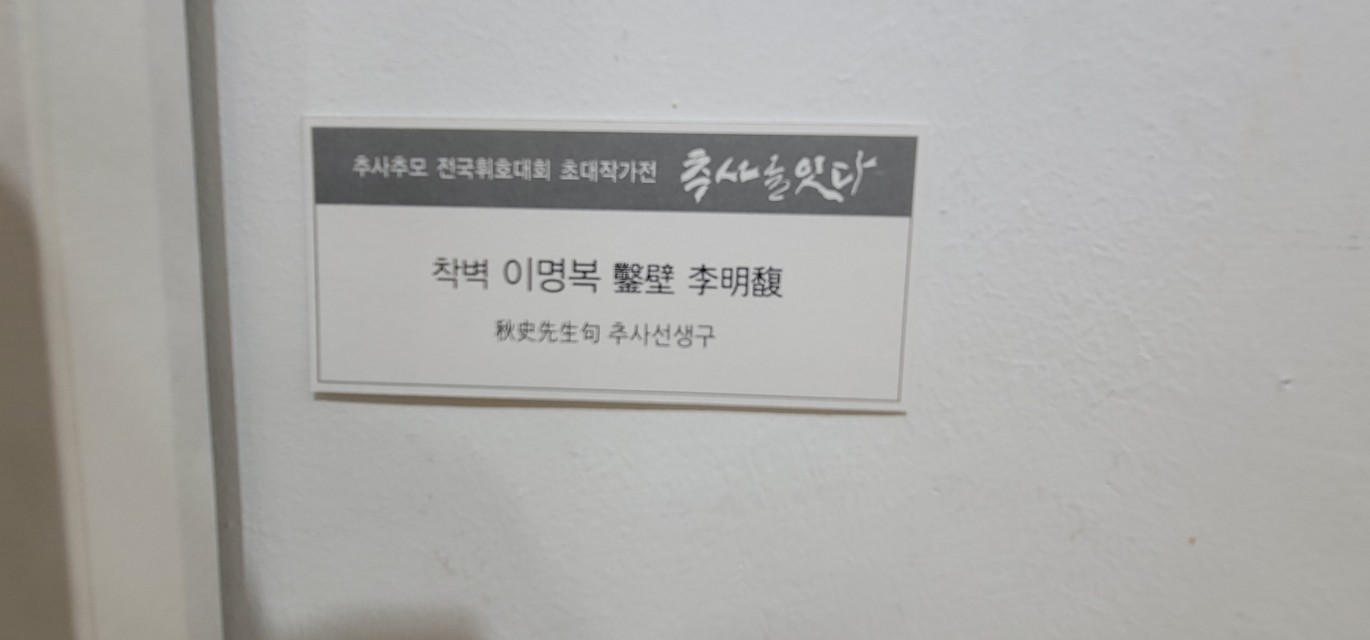 추사추모 전국휘호대회 초대작가전 추사를 잇다
착벽 이명복 鑿壁 李明馥
秋史先生句 추사선생구